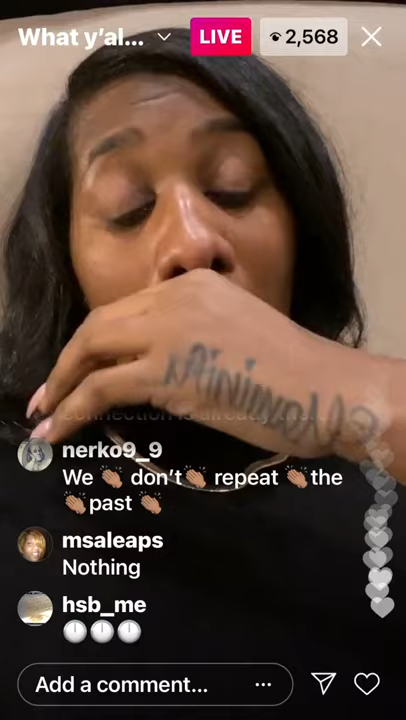 What y'al...
LIVE
2,568
nerko9_9
We 👏🏽 don't👏🏽 repeat 👏🏽the
👏🏽past 👏🏽
msaleaps
Nothing
hsb_me
🕛🕛🕛
Add a comment...